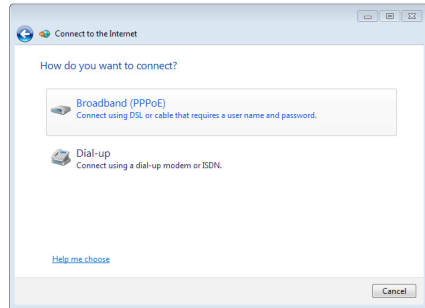 Connect to the Internet
How do you want to connect?
Broadband (PPPoE)
Connect using DSL or cable that requires a user name and password.
Dial-up
Connect using a dial-up modem or ISDN.
Help me choose
Cancel